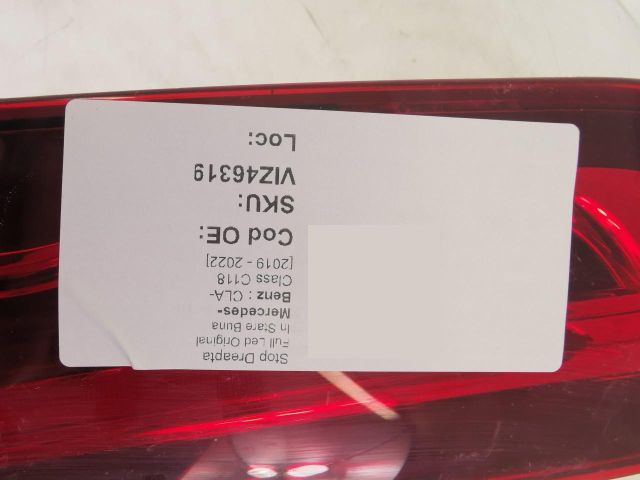 Stop Dreapta
Full Led Original
In Stare Buna
Mercedes-
Benz : CLA-
Class C118
[2019 - 2022]
Cod OE:
SKU:
VIZ46319
Loc: